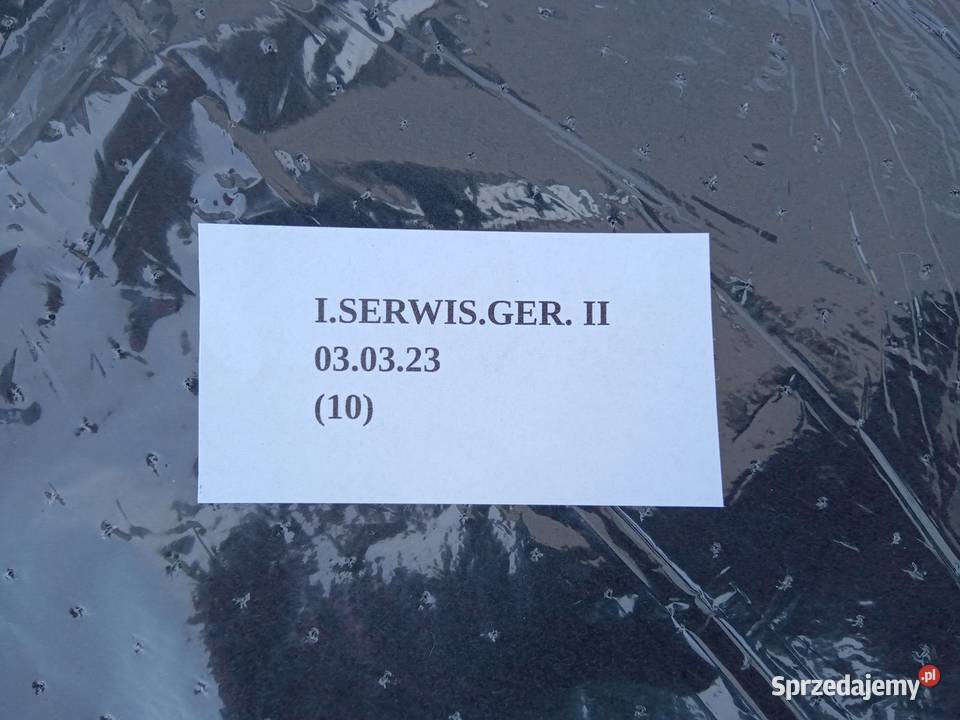 I.SERWIS.GER. II
03.03.23
(10)
Sprzedajemy.pl